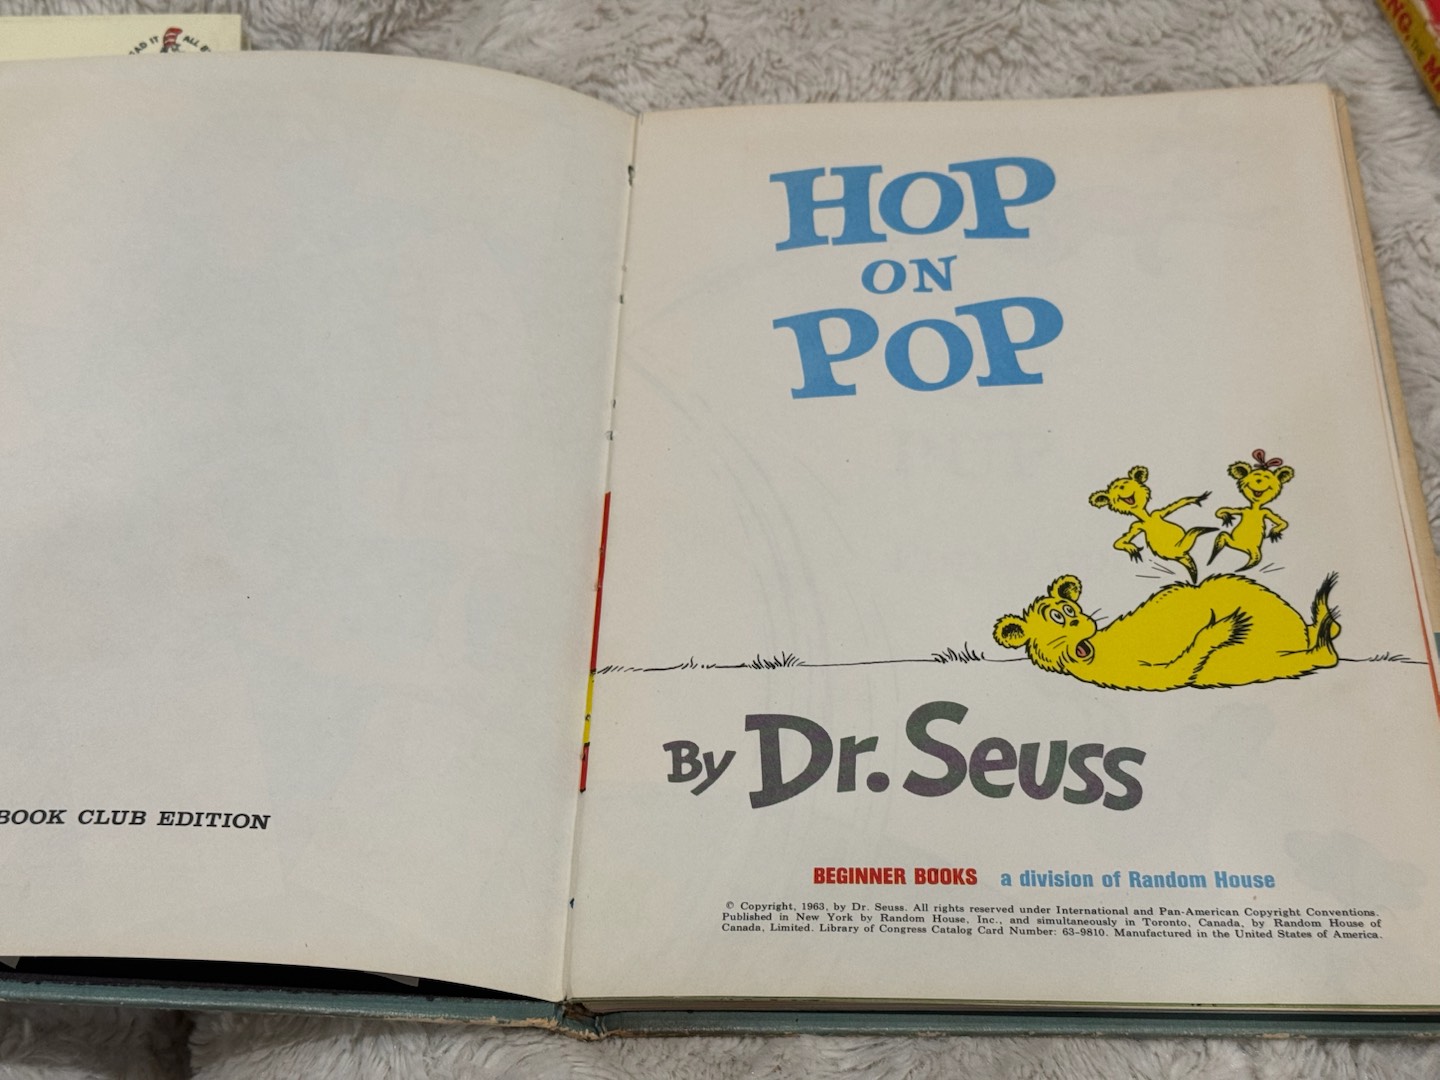 AD IT ALL
BOOK CLUB EDITION
HOP
ON
POP
By Dr. Seuss
BEGINNER BOOKS a division of Random House
© Copyright, 1963, by Dr. Seuss. All rights reserved under International and Pan-American Copyright Conventions.
Published in New York by Random House, Inc., and simultaneously in Toronto, Canada, by Random House of
Canada, Limited. Library of Congress Catalog Card Number: 63-9810. Manufactured in the United States of America.